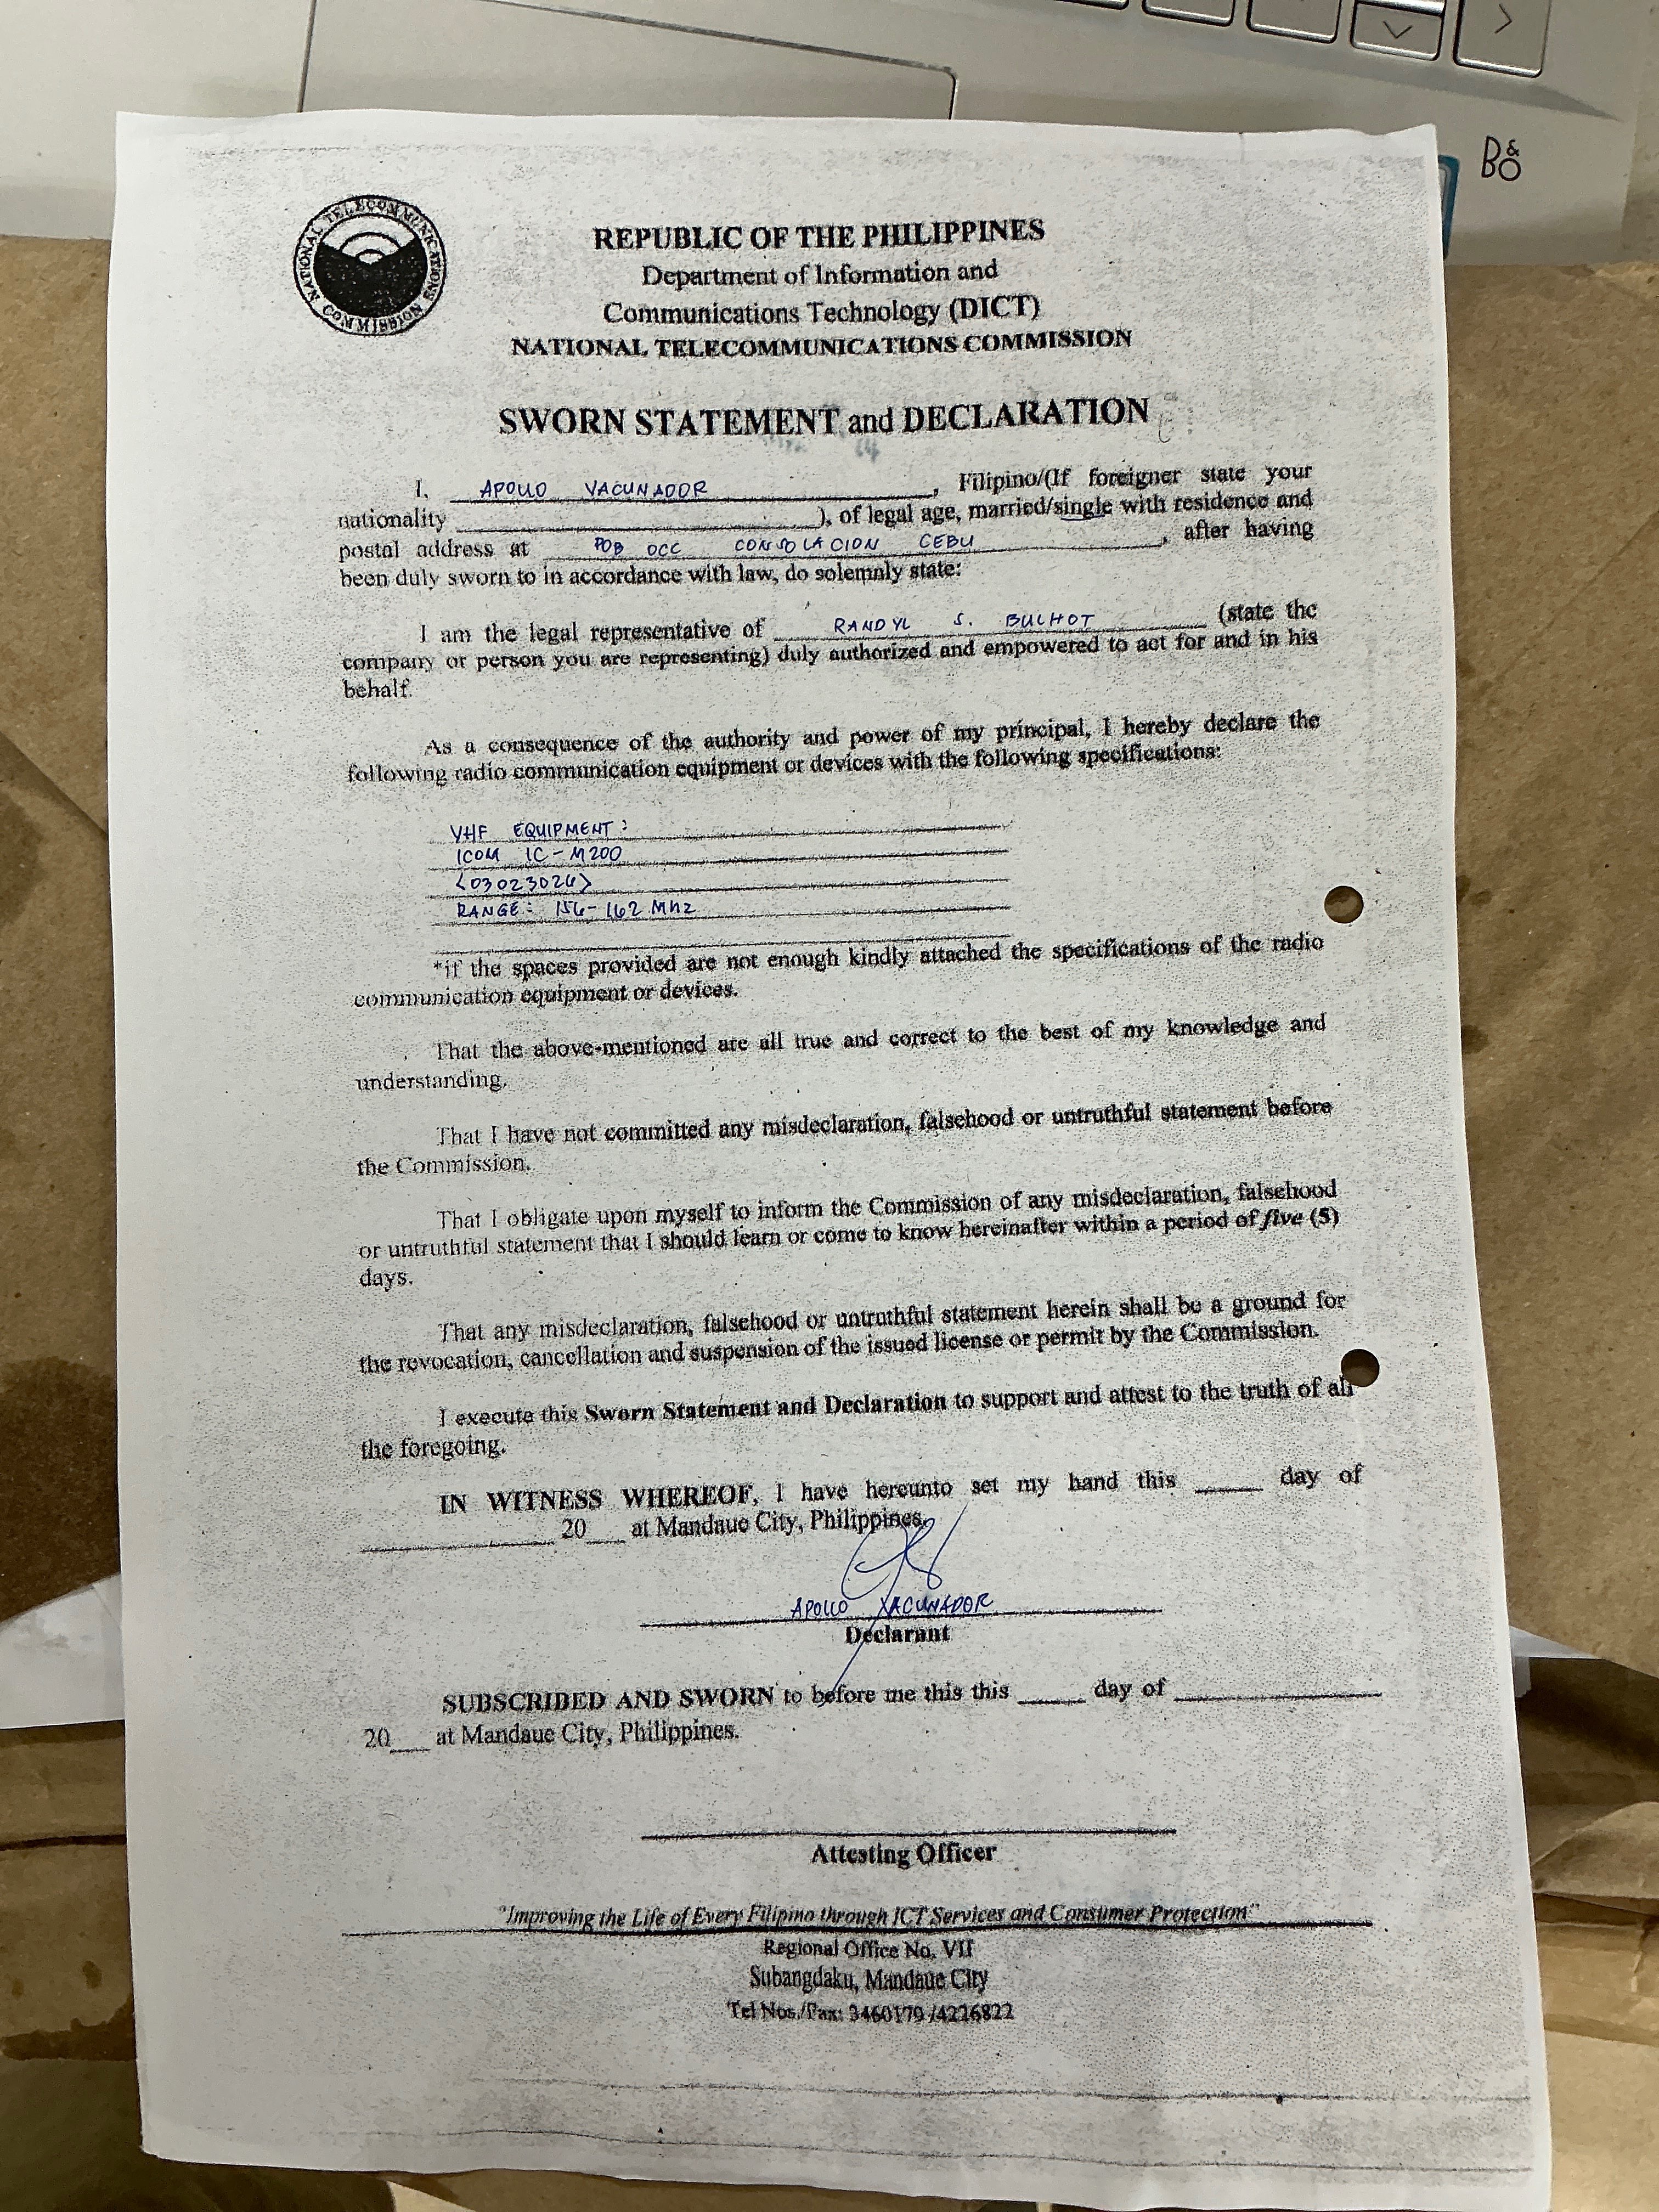 NATIONAL TELECOMMUNICATIONS COMMISSION
REPUBLIC OF THE PHILIPPINES
Department of Information and
Communications Technology (DICT)
NATIONAL TELECOMMUNICATIONS COMMISSION
SWORN STATEMENT and DECLARATION
I, APOLLO VACUNADOR, Filipino/(If foreigner state your
nationality ____________________), of legal age, married/single with residence and
postal address at POB OCC CONSOLACION CEBU, after having
been duly sworn to in accordance with law, do solemnly state:
I am the legal representative of RANDYL S. BULHOT (state the
company or person you are representing) duly authorized and empowered to act for and in his
behalf.
As a consequence of the authority and power of my principal, I hereby declare the
following radio communication equipment or devices with the following specifications:
VHF EQUIPMENT:
ICOM IC-M200
<03023026>
RANGE: 156-162 Mhz
*if the spaces provided are not enough kindly attached the specifications of the radio
communication equipment or devices.
That the above-mentioned are all true and correct to the best of my knowledge and
understanding.
That I have not committed any misdeclaration, falsehood or untruthful statement before
the Commission.
That I obligate upon myself to inform the Commission of any misdeclaration, falsehood
or untruthful statement that I should learn or come to know hereinafter within a period of five (5)
days.
That any misdeclaration, falsehood or untruthful statement herein shall be a ground for
the revocation, cancellation and suspension of the issued license or permit by the Commission.
I execute this Sworn Statement and Declaration to support and attest to the truth of all
the foregoing.
IN WITNESS WHEREOF, I have hereunto set my hand this _____ day of
_______________ 20___ at Mandaue City, Philippines.
APOLLO VACUNADOR
Declarant
SUBSCRIBED AND SWORN to before me this this _____ day of _______________
20___ at Mandaue City, Philippines.
Attesting Officer
"Improving the Life of Every Filipino through ICT Services and Consumer Protection"
Regional Office No. VII
Subangdaku, Mandaue City
Tel Nos./Fax: 3460179 /4226822
B&O